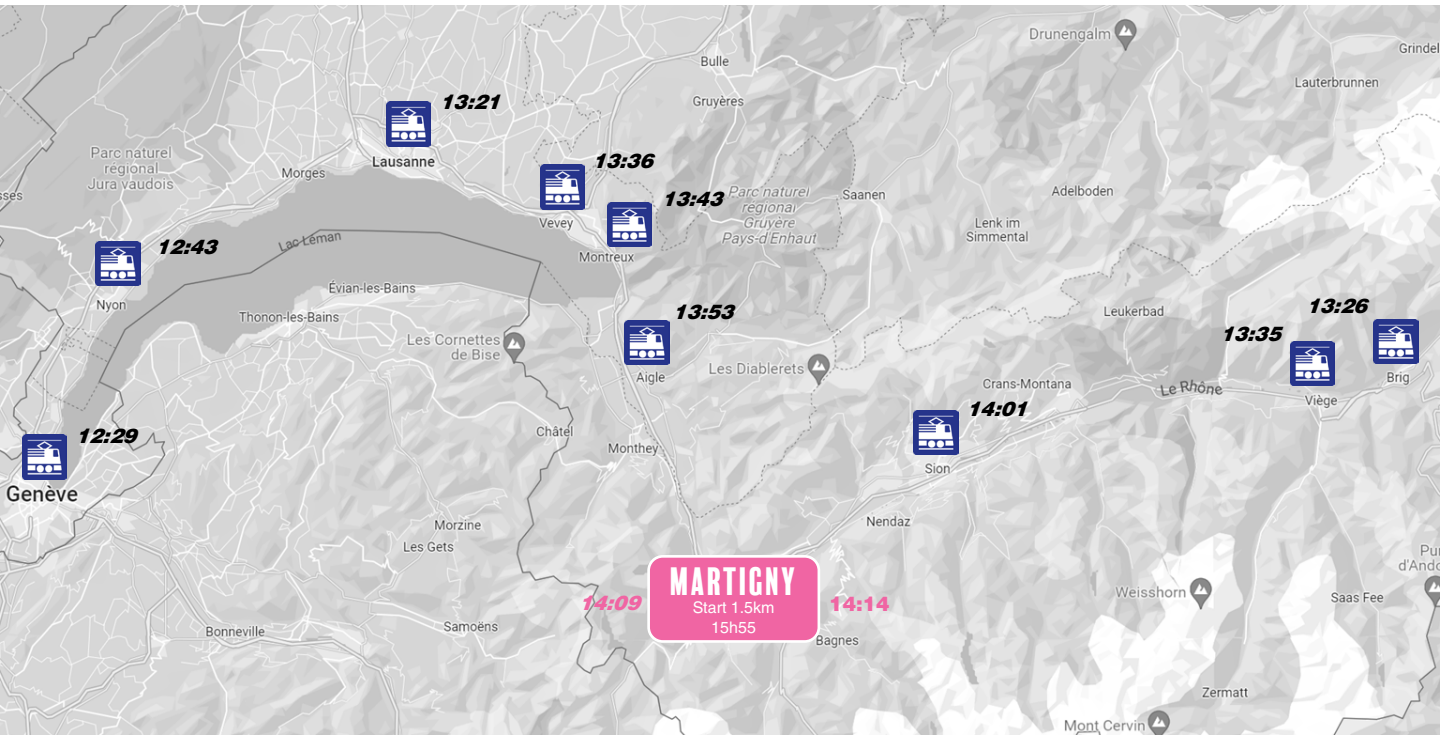 Drunengalm
Grindel
Bulle
Lauterbrunnen
Gruyères
13:21
Lausanne
Parc naturel
régional
Jura vaudois
Morges
13:36
13:43
Parc naturel
régional
Gruyère
Pays-d'Enhaut
Saanen
Adelboden
sses
Vevey
Lenk im
Simmental
Montreux
12:43
Lac Léman
Nyon
Évian-les-Bains
Thonon-les-Bains
13:53
Les Cornettes
de Bise
Aigle
Les Diablerets
Leukerbad
13:26
13:35
Crans-Montana
Le Rhône
Viège
Brig
14:01
Sion
12:29
Genève
Châtel
Monthey
Morzine
Les Gets
Nendaz
MARTIGNY
Start 1.5km
15h55
14:09
14:14
Bagnes
Weisshorn
Saas Fee
Pu
d'Ando
Bonneville
Samoëns
Zermatt
Mont Cervin